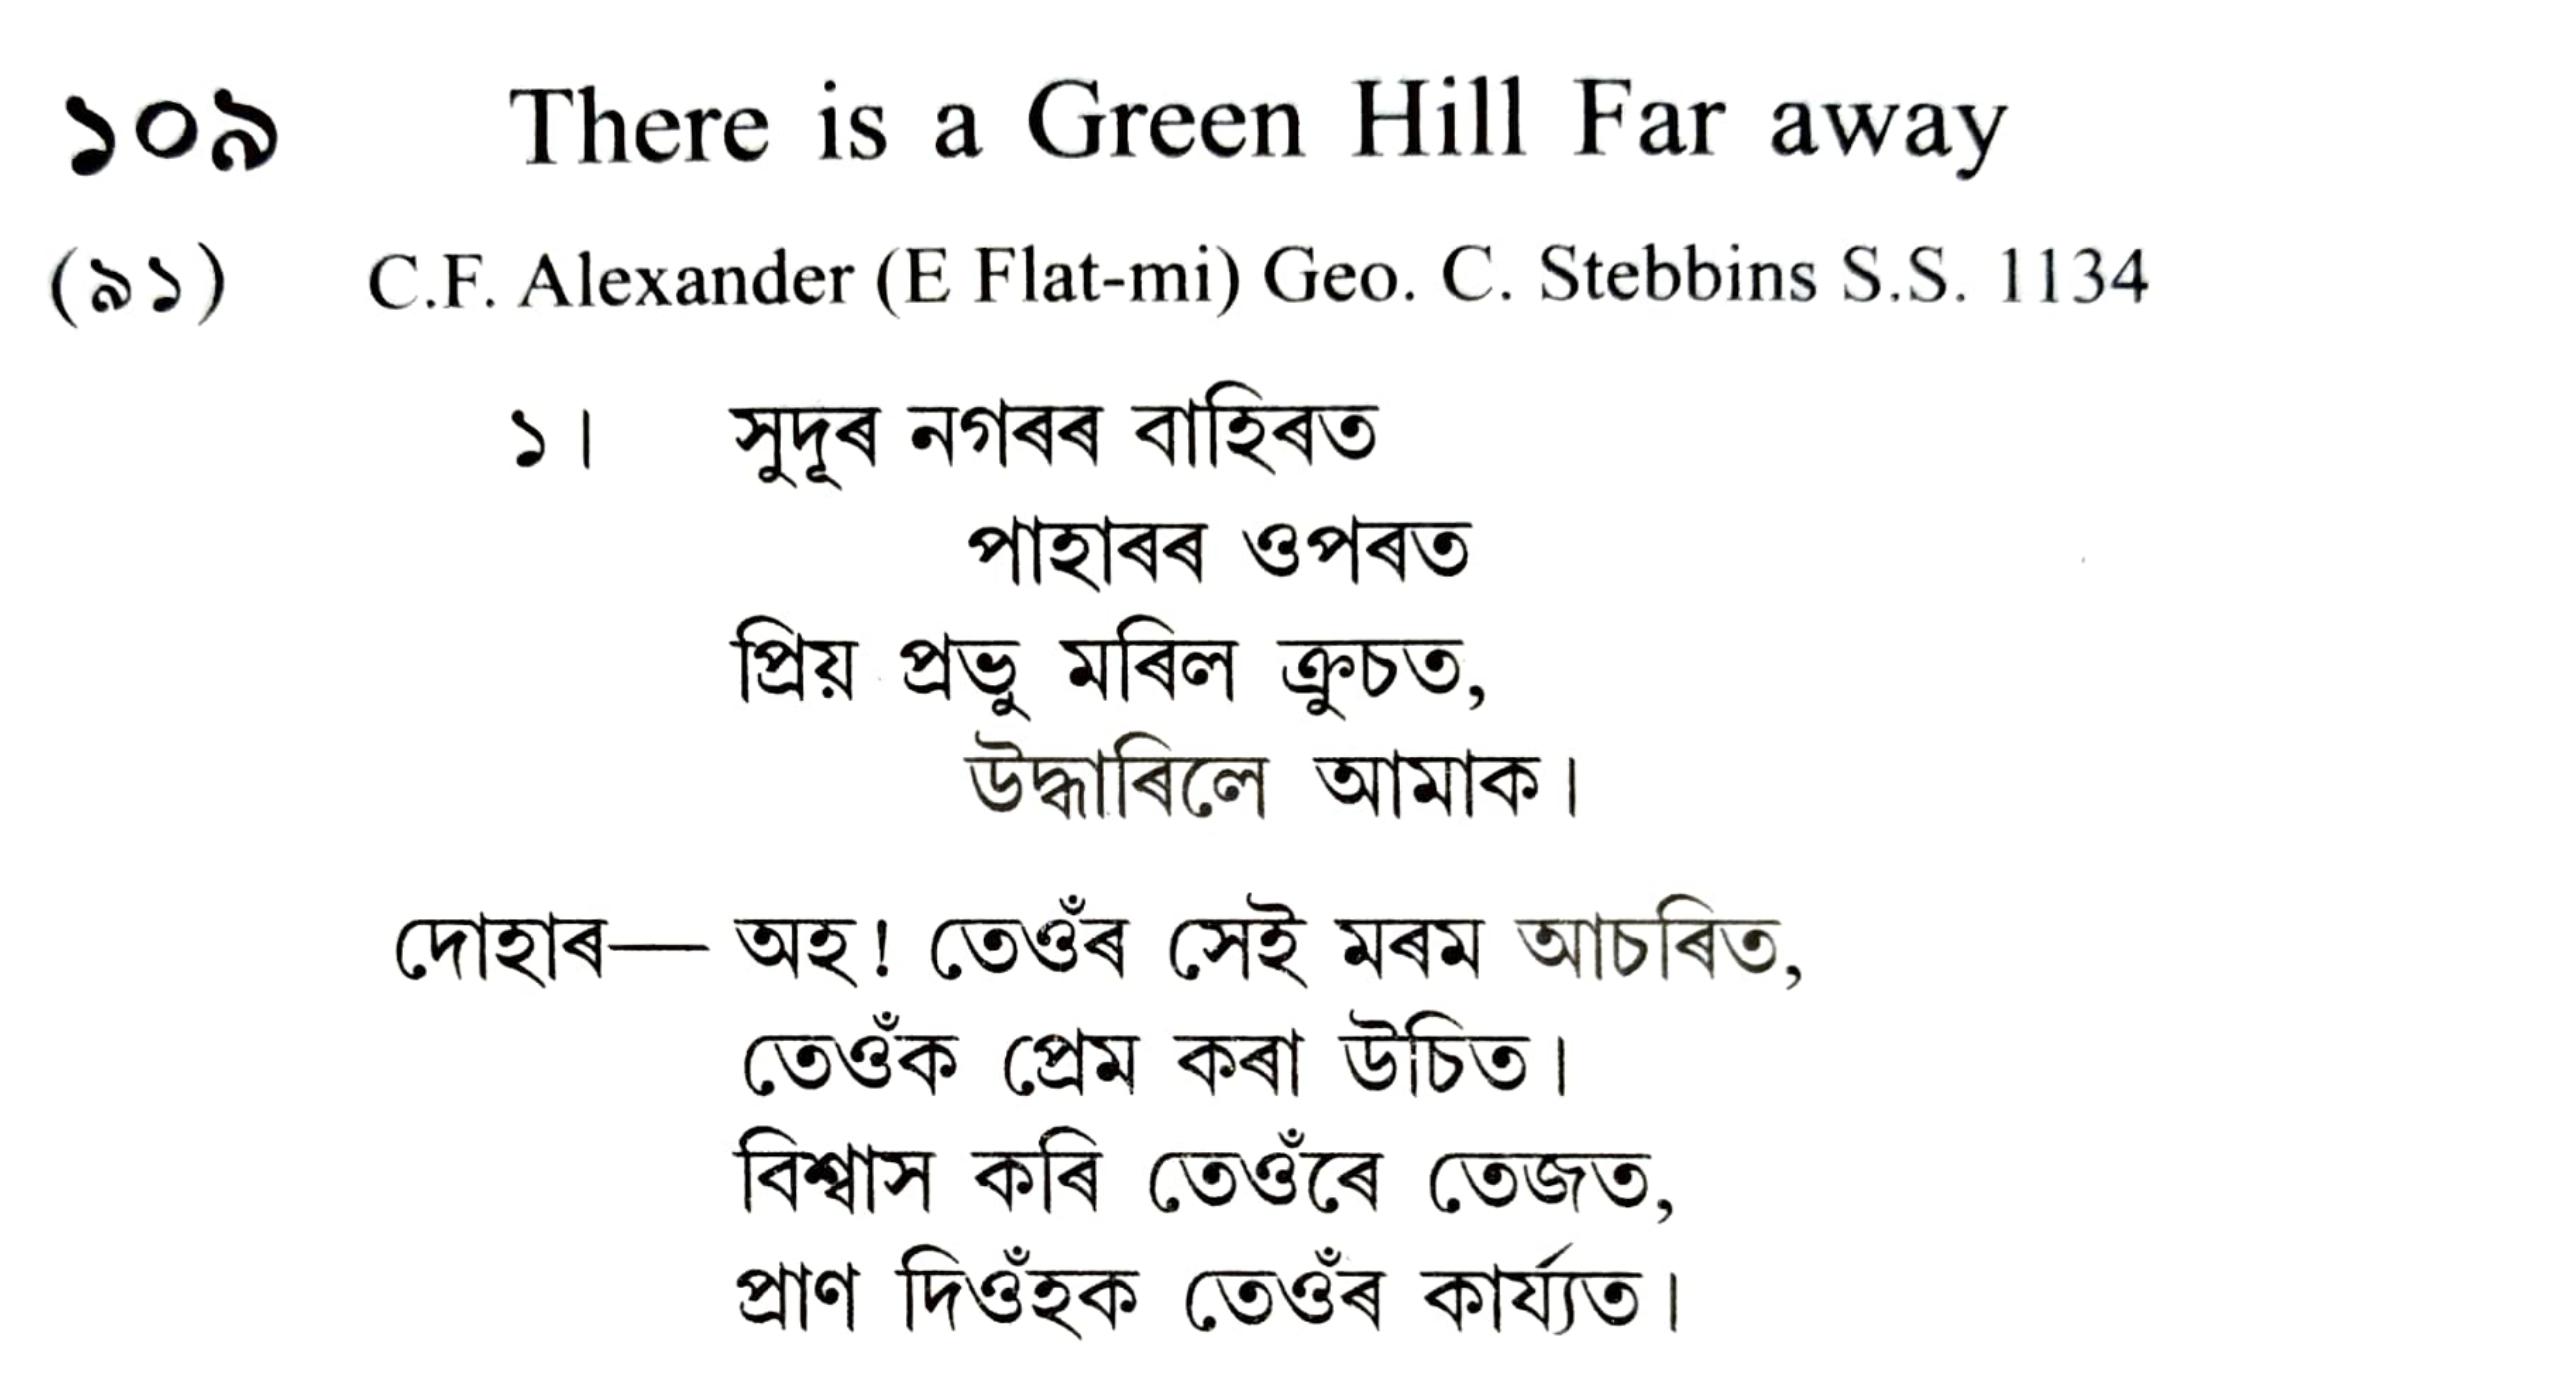 ১০৯ There is a Green Hill Far away
(৯১) C.F. Alexander (E Flat-mi) Geo. C. Stebbins S.S. 1134
১। সুদূৰ নগৰৰ বাহিৰত
পাহাৰৰ ওপৰত
প্ৰিয় প্ৰভু মৰিল ক্ৰুচত,
উদ্ধাৰিলে আমাক।
দোহাৰ— অহ! তেওঁৰ সেই মৰম আচৰিত,
তেওঁক প্ৰেম কৰা উচিত।
বিশ্বাস কৰি তেওঁৰে তেজত,
প্ৰাণ দিওঁহক তেওঁৰ কাৰ্য্যত।